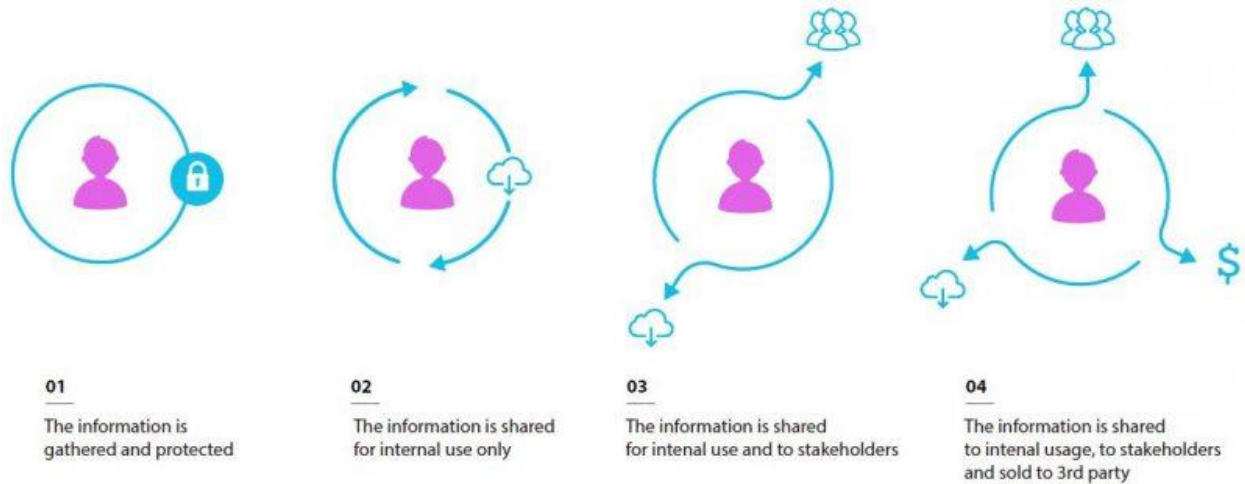 $
01
The information is
gathered and protected
02
The information is shared
for internal use only
03
The information is shared
for intenal use and to stakeholders
04
The information is shared
to intenal usage, to stakeholders
and sold to 3rd party